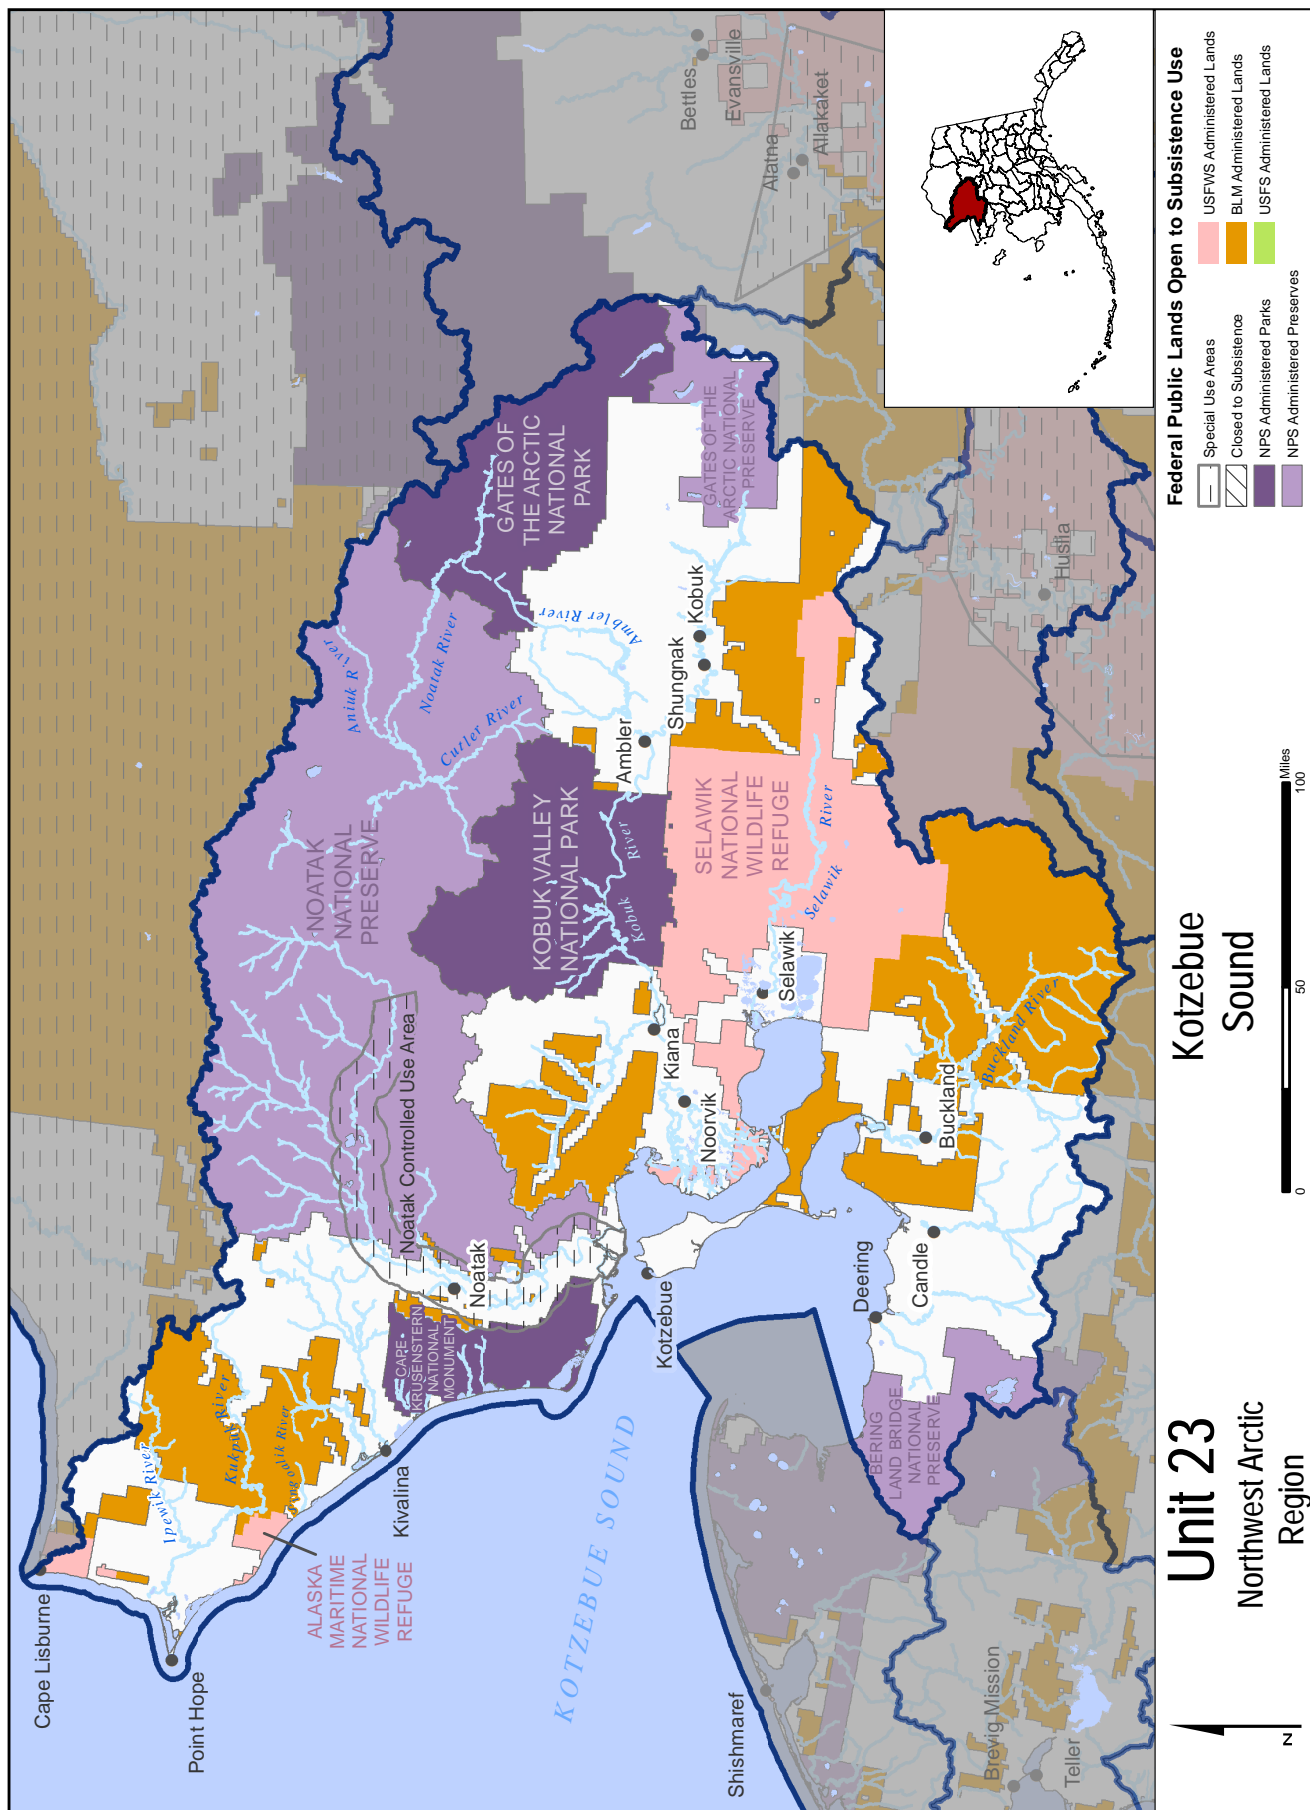 Cape Lisburne
Point Hope
Ipewik River
Kukpuk River
ALASKA
MARITIME
NATIONAL
WILDLIFE
REFUGE
Kivalina
CAPE
KRUSENSTERN
NATIONAL
MONUMENT
Noatak
Noatak Controlled Use Area
NOATAK
NATIONAL
PRESERVE
Aniuk River
Noatak River
Cutler River
GATES OF
THE ARCTIC
NATIONAL
PARK
GATES OF THE
ARCTIC NATIONAL
PRESERVE
Ambler River
KOBUK VALLEY
NATIONAL PARK
Kobuk River
Ambler
Shungnak
Kobuk
Kiana
Noorvik
SELAWIK
NATIONAL
WILDLIFE
REFUGE
Selawik River
Selawik
Kotzebue
KOTZEBUE SOUND
Buckland
Buckland River
Deering
Candle
BERING
LAND BRIDGE
NATIONAL
PRESERVE
Shishmaref
Brevig Mission
Teller
Huslia
Bettles
Evansville
Alatna
Allakaket
N
Unit 23
Northwest Arctic
Region
Kotzebue
Sound
0 50 100
Miles
Federal Public Lands Open to Subsistence Use
Special Use Areas
Closed to Subsistence
NPS Administered Parks
NPS Administered Preserves
USFWS Administered Lands
BLM Administered Lands
USFS Administered Lands